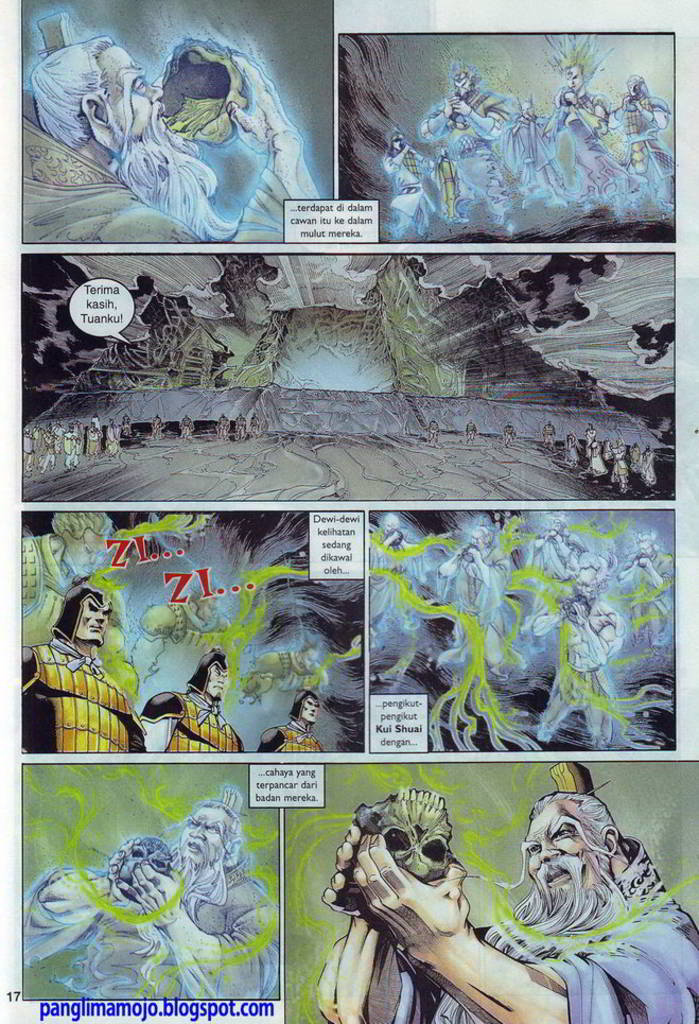 ...terdapat di dalam
cawan itu ke dalam
mulut mereka.
Terima
kasih,
Tuanku!
ZI...
ZI...
Dewi-dewi
kelihatan
sedang
dikawal
oleh...
...pengikut-
pengikut
Kui Shuai
dengan...
...cahaya yang
terpancar dari
badan mereka.
17
panglimamojo.blogspot.com